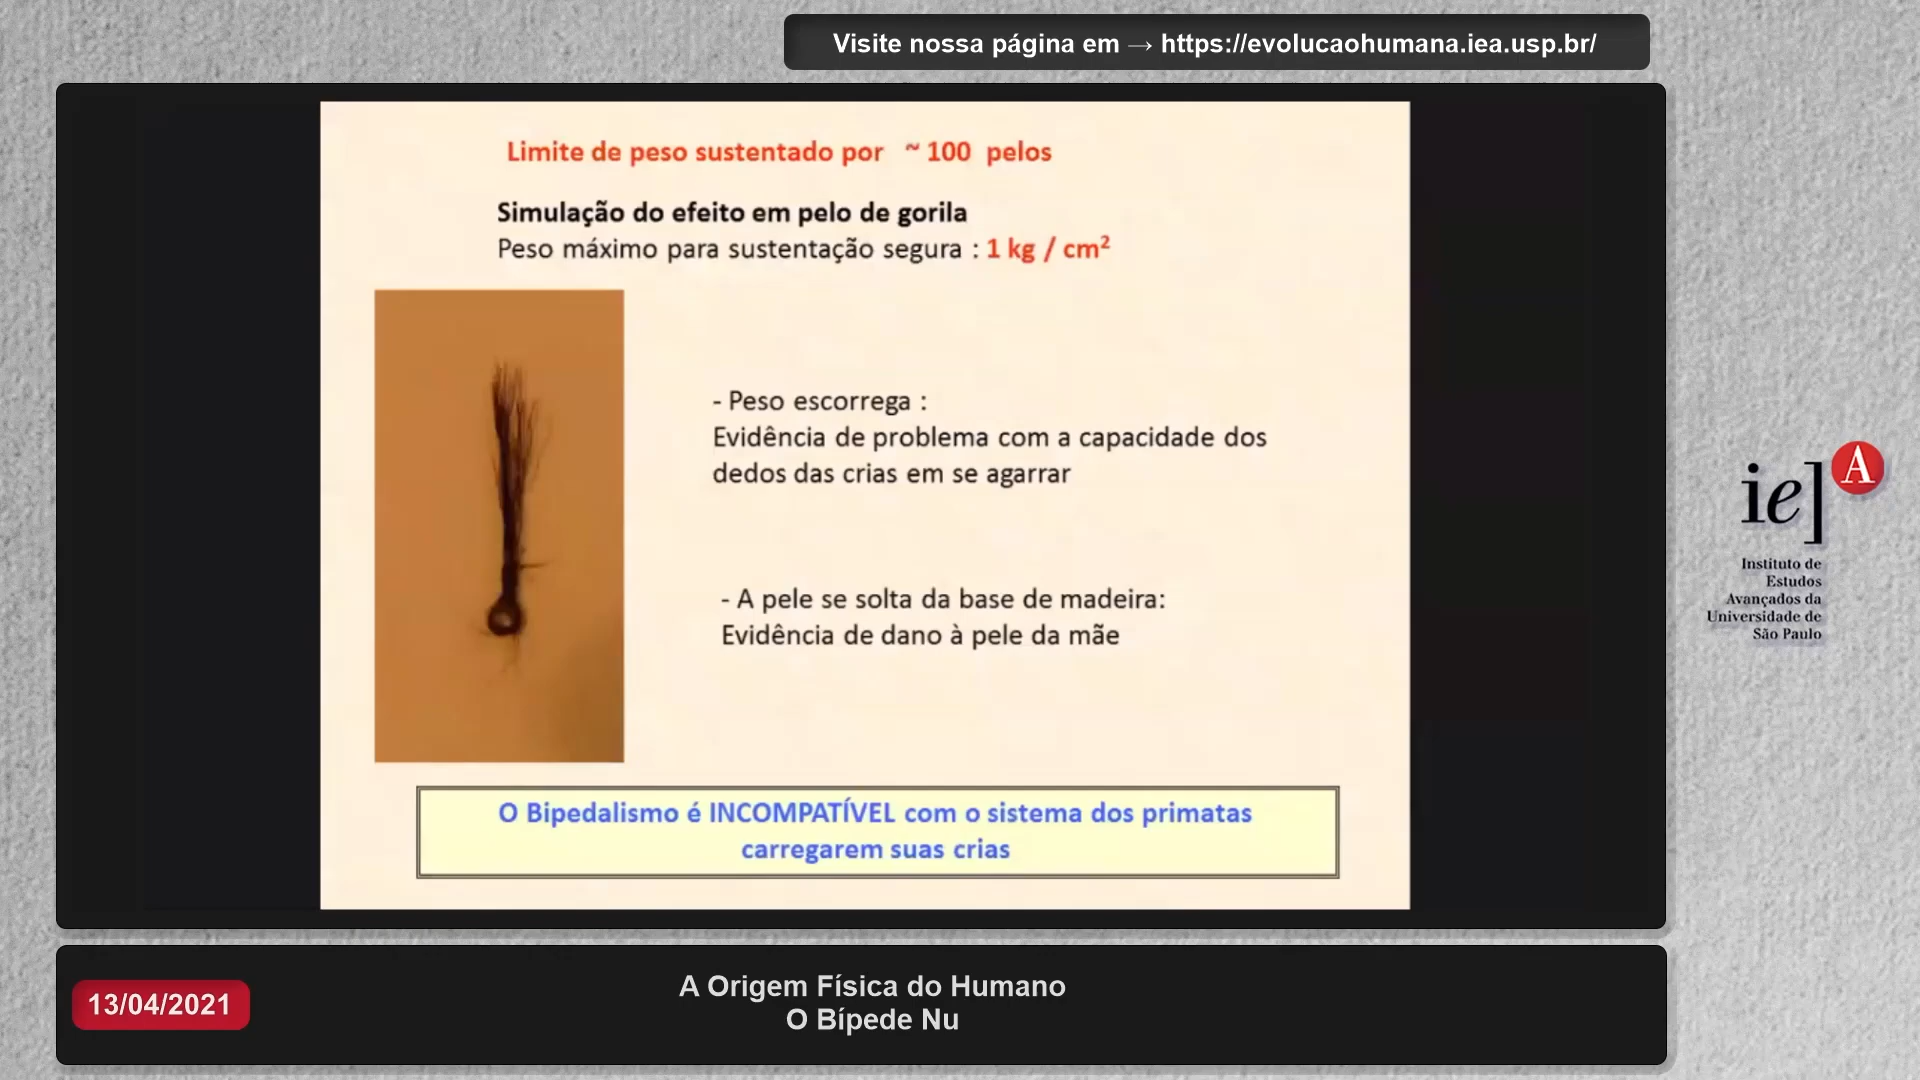 Visite nossa página em → https://evolucaohumana.iea.usp.br/
Limite de peso sustentado por ~ 100 pelos
Simulação do efeito em pelo de gorila
Peso máximo para sustentação segura : 1 kg / cm²
- Peso escorrega :
Evidência de problema com a capacidade dos
dedos das crias em se agarrar
- A pele se solta da base de madeira:
Evidência de dano à pele da mãe
O Bipedalismo é INCOMPATÍVEL com o sistema dos primatas
carregarem suas crias
ie] A
Instituto de
Estudos
Avançados da
Universidade de
São Paulo
13/04/2021
A Origem Física do Humano
O Bípede Nu